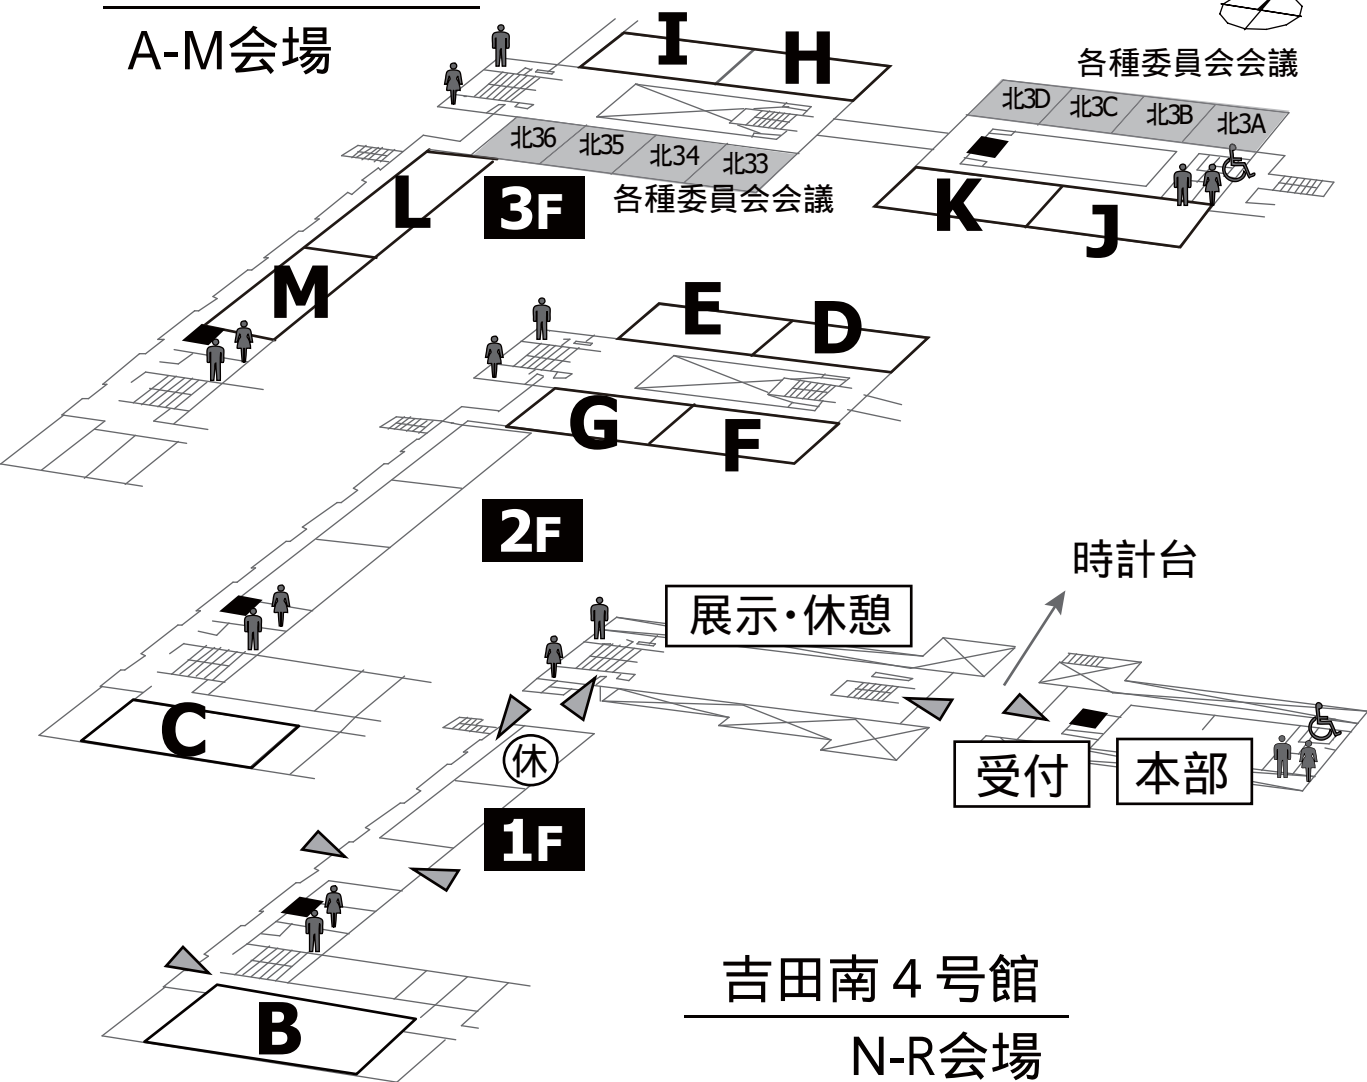 A-M会場
I
H
各種委員会会議
北3D
北3C
北3B
北3A
北36
北35
北34
北33
各種委員会会議
3F
L
K
J
M
E
D
G
F
2F
時計台
展示・休憩
C
休
受付
本部
1F
B
吉田南4号館
N-R会場